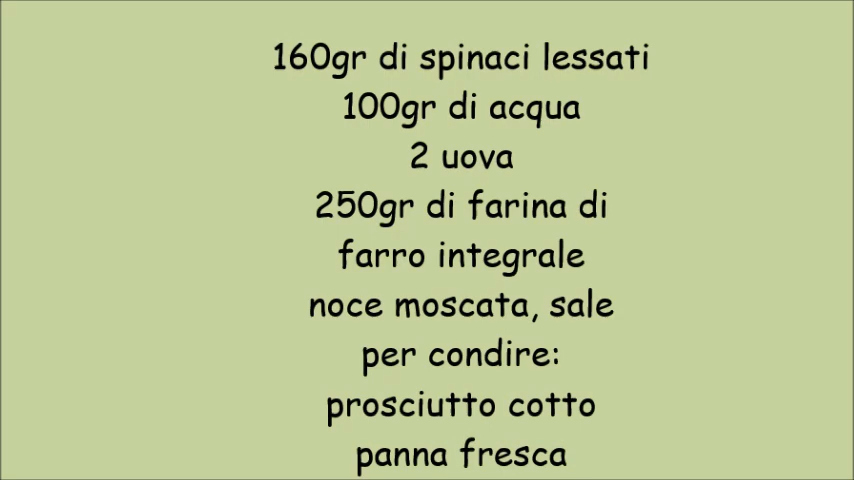 160gr di spinaci lessati
100gr di acqua
2 uova
250gr di farina di
farro integrale
noce moscata, sale
per condire:
prosciutto cotto
panna fresca